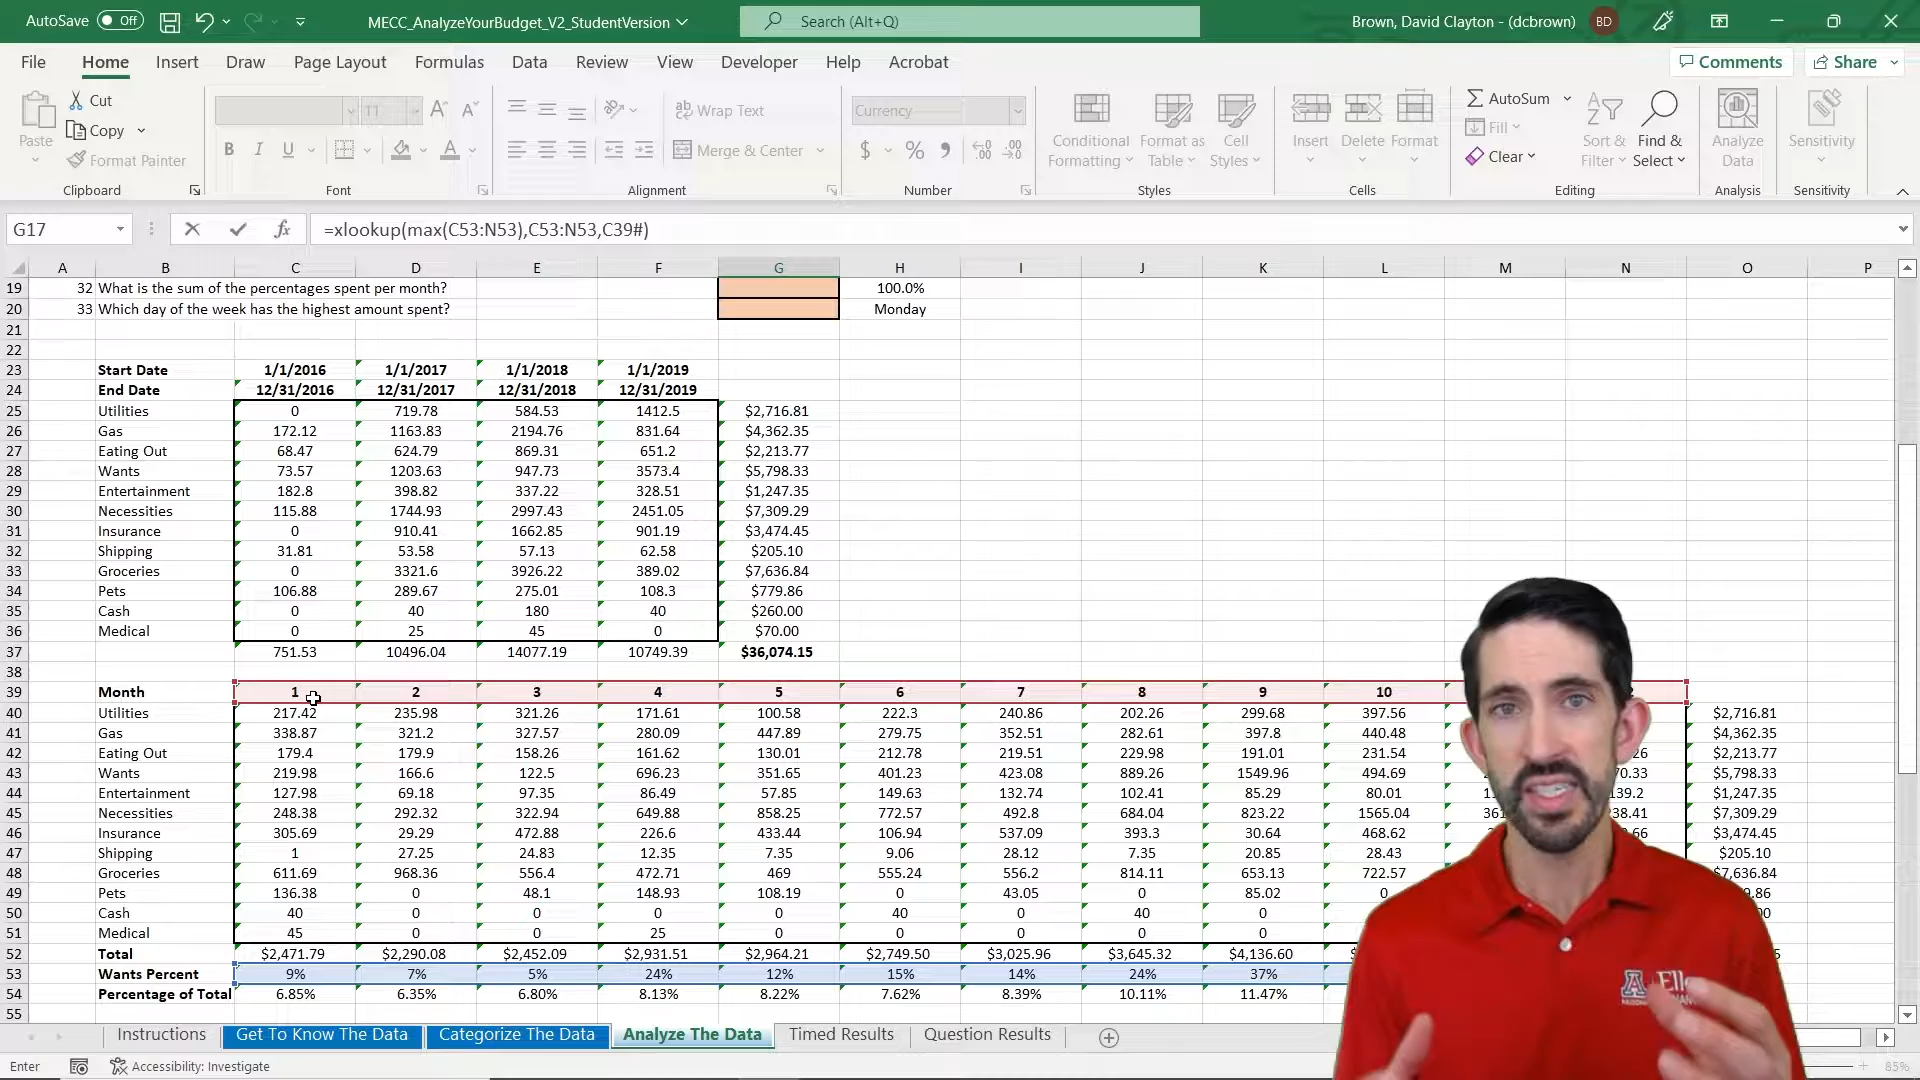 AutoSave Off MECC_AnalyzeYourBudget_V2_StudentVersion Search (Alt+Q) Brown, David Clayton - (dcbrown) BD
File Home Insert Draw Page Layout Formulas Data Review View Developer Help Acrobat Comments Share
Paste Cut Copy Format Painter Clipboard
11 B I U Font
Wrap Text Merge & Center Alignment
Currency $ % Number
Conditional Formatting Format as Table Cell Styles Styles
Insert Delete Format Cells
AutoSum Fill Clear Sort & Filter Find & Select Editing
Analyze Data Analysis
Sensitivity Sensitivity
G17 fx =xlookup(max(C53:N53),C53:N53,C39#)
A B C D E F G H I J K L M N O P
19 32 What is the sum of the percentages spent per month? 100.0%
20 33 Which day of the week has the highest amount spent? Monday
21
22
23 Start Date 1/1/2016 1/1/2017 1/1/2018 1/1/2019
24 End Date 12/31/2016 12/31/2017 12/31/2018 12/31/2019
25 Utilities 0 719.78 584.53 1412.5 $2,716.81
26 Gas 172.12 1163.83 2194.76 831.64 $4,362.35
27 Eating Out 68.47 624.79 869.31 651.2 $2,213.77
28 Wants 73.57 1203.63 947.73 3573.4 $5,798.33
29 Entertainment 182.8 398.82 337.22 328.51 $1,247.35
30 Necessities 115.88 1744.93 2997.43 2451.05 $7,309.29
31 Insurance 0 910.41 1662.85 901.19 $3,474.45
32 Shipping 31.81 53.58 57.13 62.58 $205.10
33 Groceries 0 3321.6 3926.22 389.02 $7,636.84
34 Pets 106.88 289.67 275.01 108.3 $779.86
35 Cash 0 40 180 40 $260.00
36 Medical 0 25 45 0 $70.00
37 751.53 10496.04 14077.19 10749.39 $36,074.15
38
39 Month 1 2 3 4 5 6 7 8 9 10
40 Utilities 217.42 235.98 321.26 171.61 100.58 222.3 240.86 202.26 299.68 397.56 $2,716.81
41 Gas 338.87 321.2 327.57 280.09 447.89 279.75 352.51 282.61 397.8 440.48 $4,362.35
42 Eating Out 179.4 179.9 158.26 161.62 130.01 212.78 219.51 229.98 191.01 231.54 $2,213.77
43 Wants 219.98 166.6 122.5 696.23 351.65 401.23 423.08 889.26 1549.96 494.69 $5,798.33
44 Entertainment 127.98 69.18 97.35 86.49 57.85 149.63 132.74 102.41 85.29 80.01 139.2 $1,247.35
45 Necessities 248.38 292.32 322.94 649.88 858.25 772.57 492.8 684.04 823.22 1565.04 $7,309.29
46 Insurance 305.69 29.29 472.88 226.6 433.44 106.94 537.09 393.3 30.64 468.62 $3,474.45
47 Shipping 1 27.25 24.83 12.35 7.35 9.06 28.12 7.35 20.85 28.43 $205.10
48 Groceries 611.69 968.36 556.4 472.71 469 555.24 556.2 814.11 653.13 722.57 $7,636.84
49 Pets 136.38 0 48.1 148.93 108.19 0 43.05 0 85.02 0
50 Cash 40 0 0 0 0 40 0 40 0
51 Medical 45 0 0 25 0 0 0 0 0
52 Total $2,471.79 $2,290.08 $2,452.09 $2,931.51 $2,964.21 $2,749.50 $3,025.96 $3,645.32 $4,136.60
53 Wants Percent 9% 7% 5% 24% 12% 15% 14% 24% 37%
54 Percentage of Total 6.85% 6.35% 6.80% 8.13% 8.22% 7.62% 8.39% 10.11% 11.47%
55
Instructions Get To Know The Data Categorize The Data Analyze The Data Timed Results Question Results
Enter Accessibility: Investigate 85%